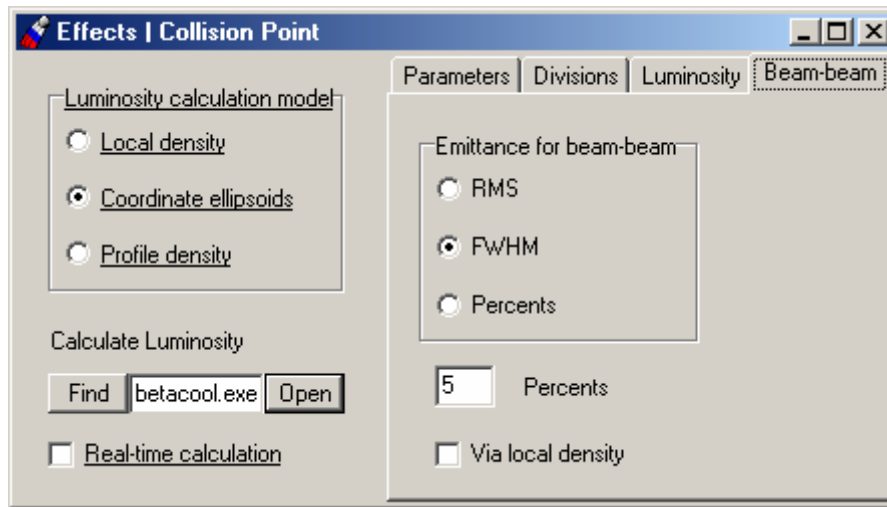 Effects | Collision Point
Luminosity calculation model
Local density
Coordinate ellipsoids
Profile density
Calculate Luminosity
Find betacool.exe Open
Real-time calculation
Parameters Divisions Luminosity Beam-beam
Emittance for beam-beam
RMS
FWHM
Percents
5 Percents
Via local density